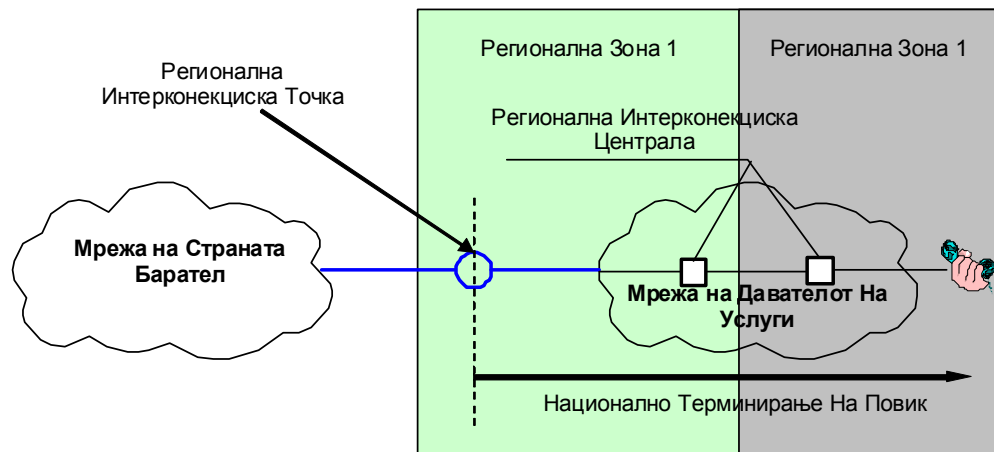 Регионална Зона 1
Регионална Зона 1
Регионална
Интерконекциска Точка
Регионална Интерконекциска
Централа
Мрежа на Страната
Барател
Мрежа на Давателот На
Услуги
Национално Терминирање На Повик